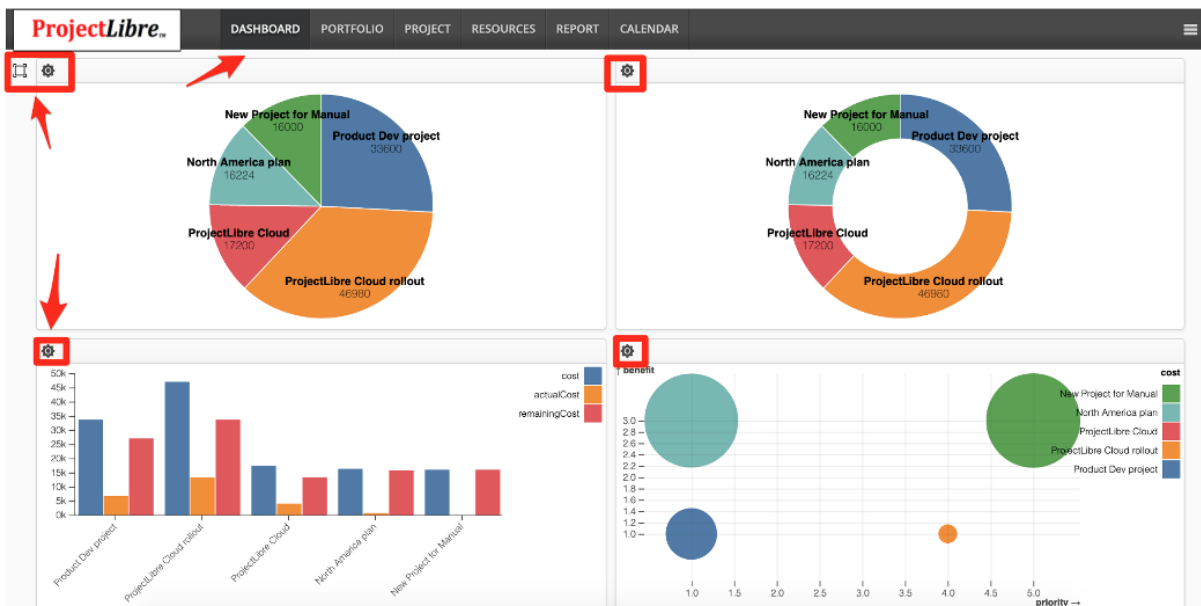 ProjectLibre™
DASHBOARD PORTFOLIO PROJECT RESOURCES REPORT CALENDAR
New Project for Manual
16000
Product Dev project
33600
North America plan
16224
ProjectLibre Cloud
17200
ProjectLibre Cloud rollout
46980
New Project for Manual
16000
Product Dev project
33600
North America plan
16224
ProjectLibre Cloud
17200
ProjectLibre Cloud rollout
46980
50k
45k
40k
35k
30k
25k
20k
15k
10k
5k
0k
cost
actualCost
remainingCost
Product Dev project
ProjectLibre Cloud rollout
ProjectLibre Cloud
North America plan
New Project for Manual
↑ benefit
3.0
2.8
2.6
2.4
2.2
2.0
1.8
1.6
1.4
1.2
1.0
cost
New Project for Manual
North America plan
ProjectLibre Cloud
ProjectLibre Cloud rollout
Product Dev project
1.0 1.5 2.0 2.5 3.0 3.5 4.0 4.5 5.0
priority →